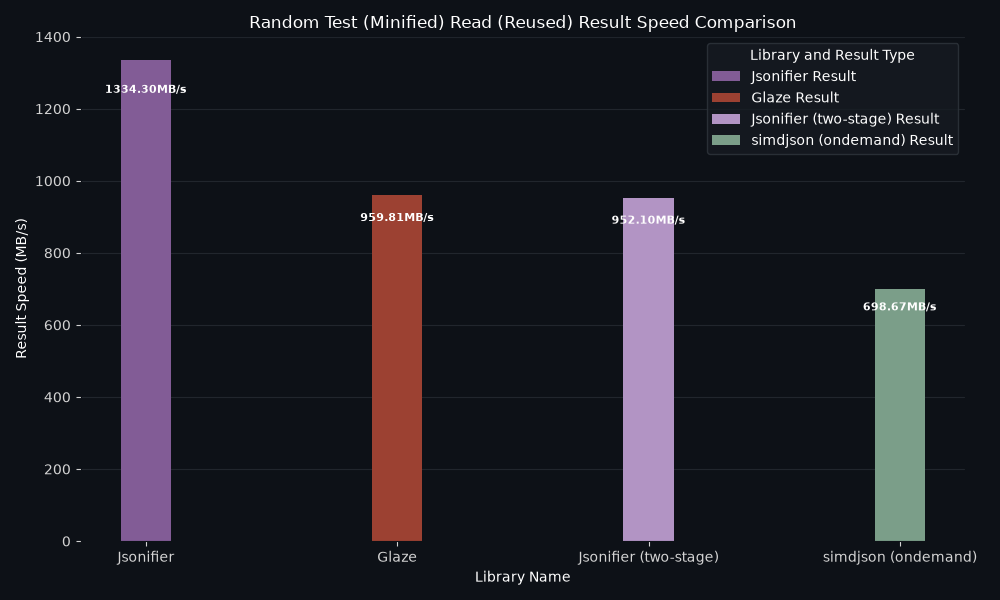 Random Test (Minified) Read (Reused) Result Speed Comparison
1400
1200
1000
800
600
400
200
0
Result Speed (MB/s)
1334.30MB/s
959.81MB/s
952.10MB/s
698.67MB/s
Library and Result Type
Jsonifier Result
Glaze Result
Jsonifier (two-stage) Result
simdjson (ondemand) Result
Jsonifier
Glaze
Jsonifier (two-stage)
simdjson (ondemand)
Library Name